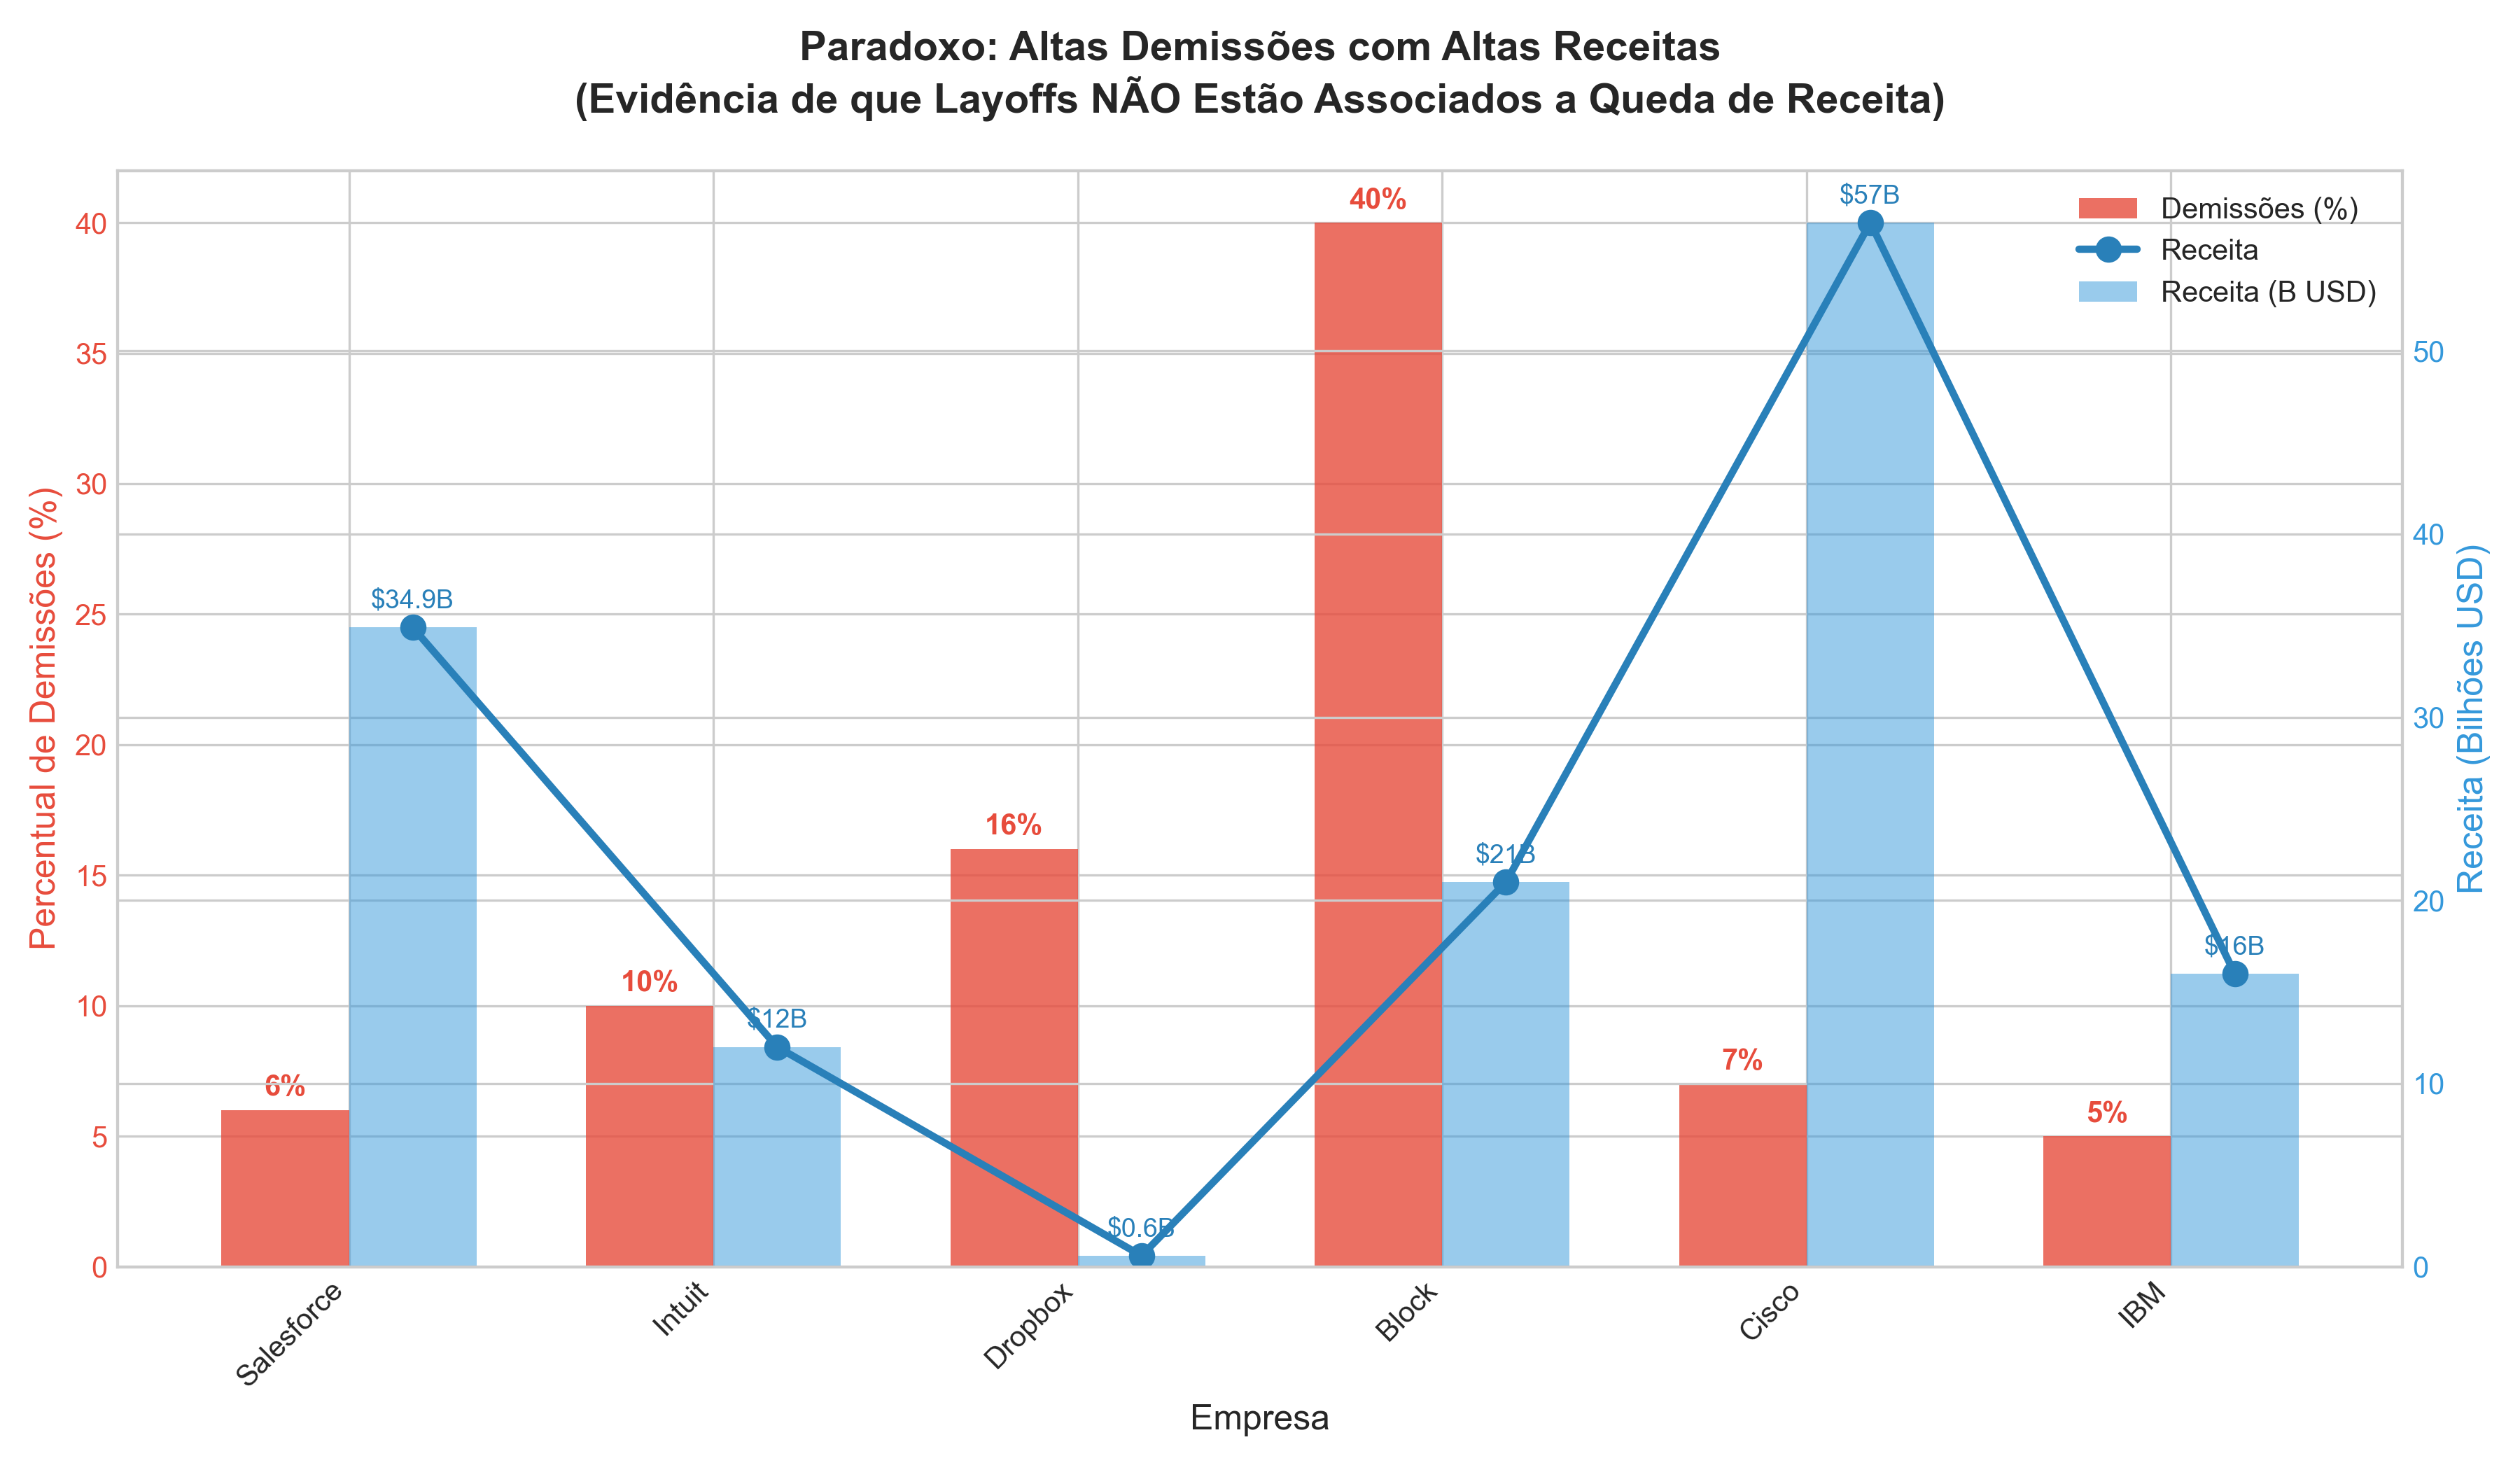 Paradoxo: Altas Demissões com Altas Receitas
(Evidência de que Layoffs NÃO Estão Associados a Queda de Receita)
Demissões (%)
Receita
Receita (B USD)
Percentual de Demissões (%)
40
35
30
25
20
15
10
5
0
Receita (Bilhões USD)
50
40
30
20
10
0
6%
$34.9B
10%
$12B
16%
$0.6B
40%
$21B
7%
$57B
5%
$16B
Salesforce
Intuit
Dropbox
Block
Cisco
IBM
Empresa